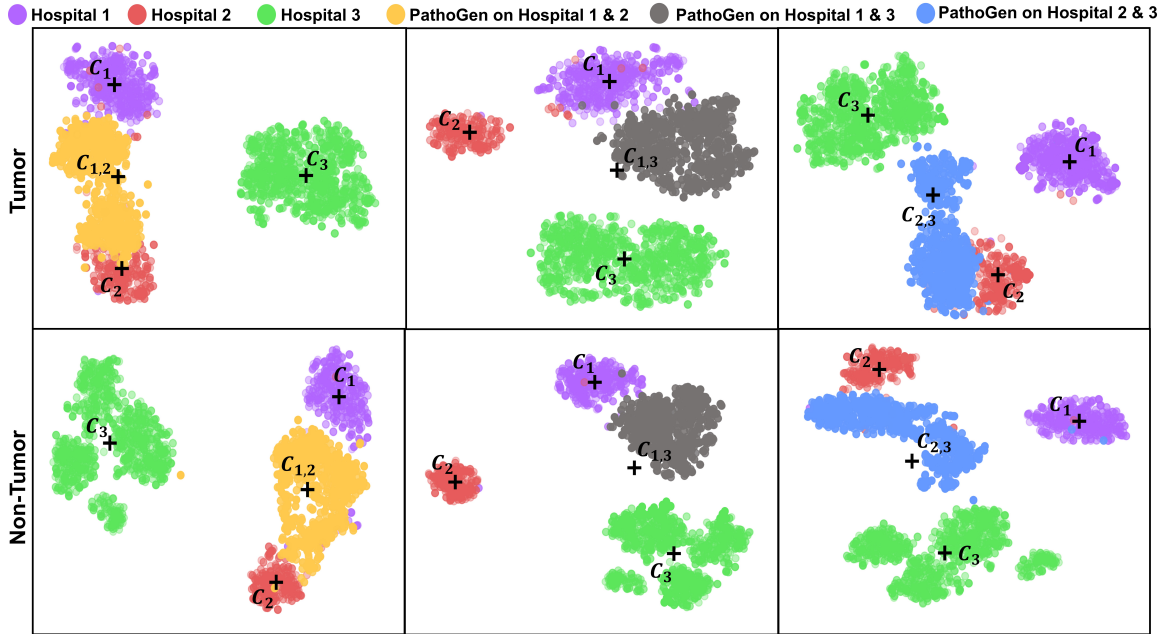 Hospital 1 Hospital 2 Hospital 3 PathoGen on Hospital 1 & 2 PathoGen on Hospital 1 & 3 PathoGen on Hospital 2 & 3
Tumor
C1
C1,2
C2
C3
C1
C2
C1,3
C3
C3
C1
C2,3
C2
Non-Tumor
C3
C1
C1,2
C2
C1
C1,3
C2
C3
C2
C1
C2,3
C3